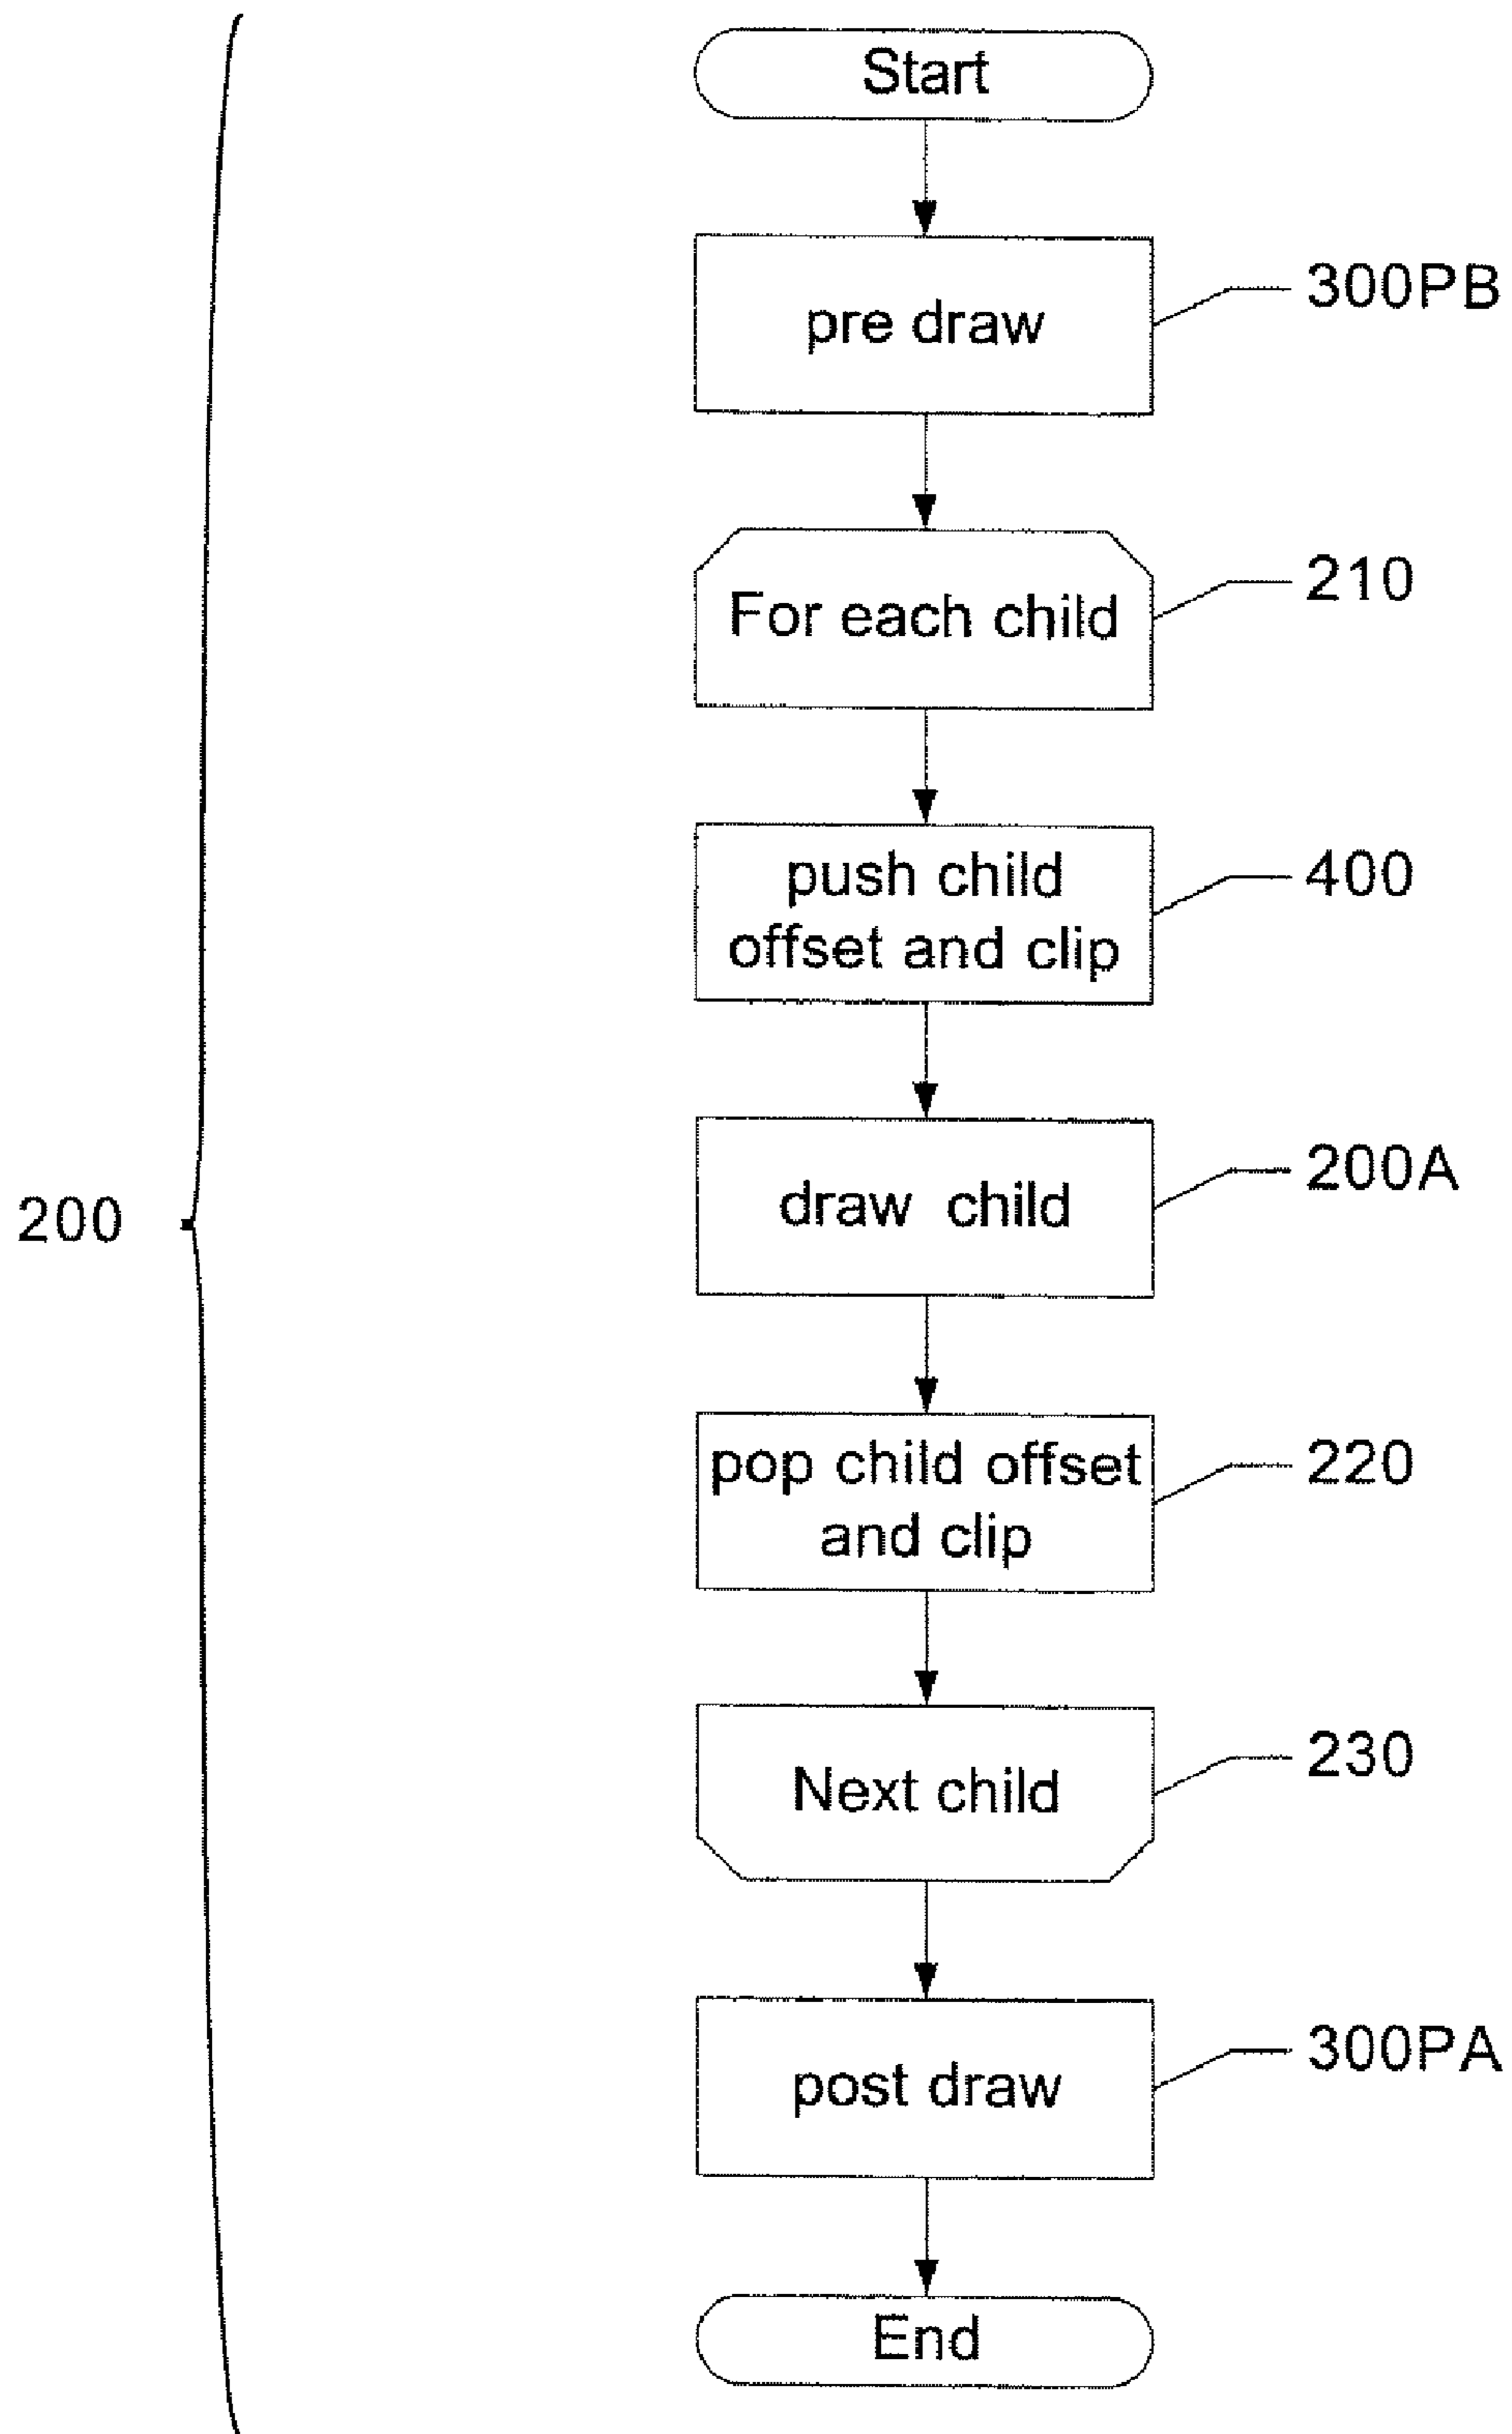 Start
pre draw
300PB
For each child
210
push child
offset and clip
400
draw child
200A
200
pop child offset
and clip
220
Next child
230
post draw
300PA
End